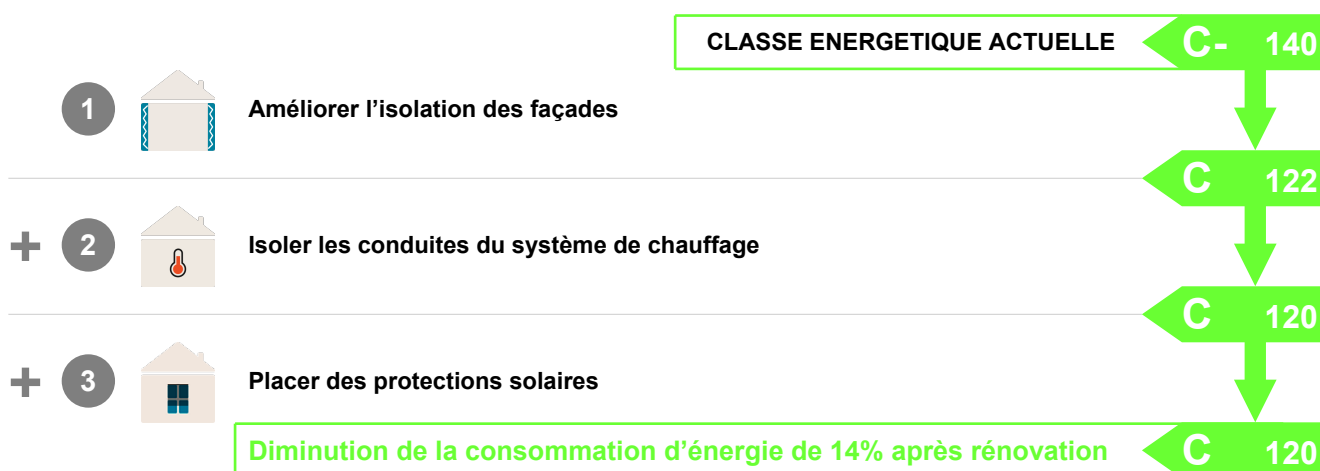 CLASSE ENERGETIQUE ACTUELLE C- 140
1 Améliorer l’isolation des façades
C 122
+ 2 Isoler les conduites du système de chauffage
C 120
+ 3 Placer des protections solaires
Diminution de la consommation d’énergie de 14% après rénovation C 120